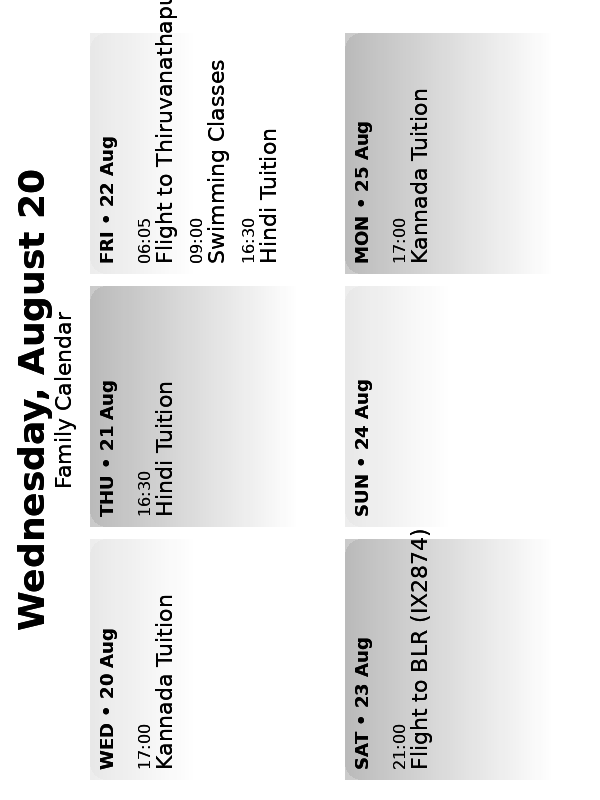 Wednesday, August 20
Family Calendar
WED • 20 Aug
17:00
Kannada Tuition
THU • 21 Aug
16:30
Hindi Tuition
FRI • 22 Aug
06:05
Flight to
09:00
Swimming Classes
16:30
Hindi Tuition
SAT • 23 Aug
21:00
Flight to BLR (IX2874)
SUN • 24 Aug
MON • 25 Aug
17:00
Kannada Tuition